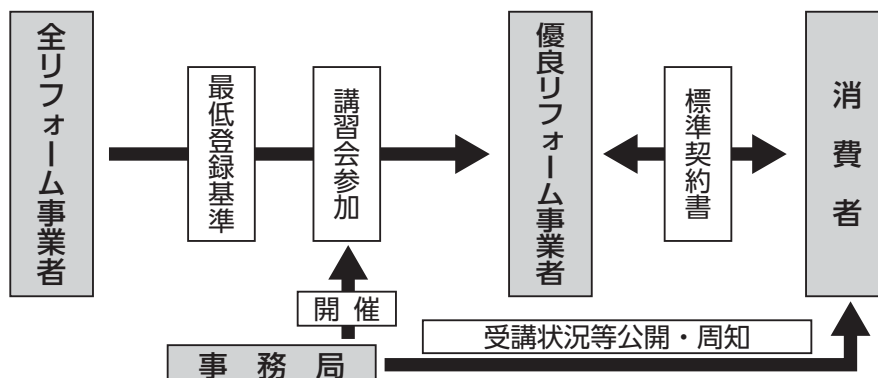 全リフォーム事業者
最低登録基準
講習会参加
優良リフォーム事業者
標準契約書
消費者
開催
受講状況等公開・周知
事務局